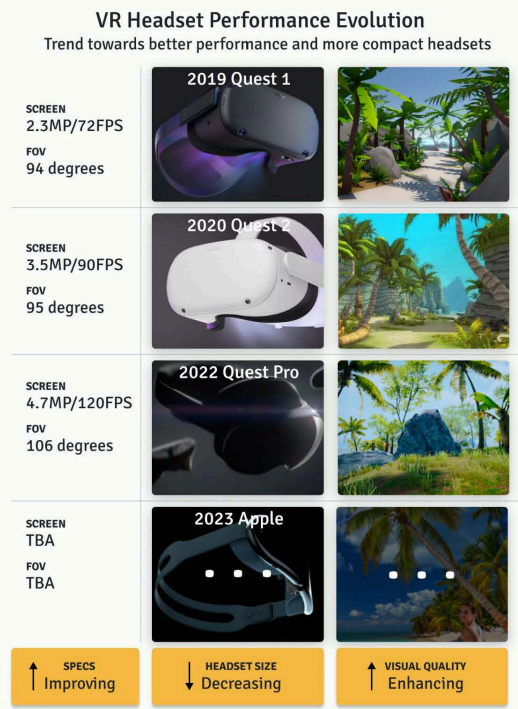 VR Headset Performance Evolution
Trend towards better performance and more compact headsets
2019 Quest 1
SCREEN
2.3MP/72FPS
FOV
94 degrees
2020 Quest 2
SCREEN
3.5MP/90FPS
FOV
95 degrees
2022 Quest Pro
SCREEN
4.7MP/120FPS
FOV
106 degrees
2023 Apple
SCREEN
TBA
FOV
TBA
SPECS
Improving
HEADSET SIZE
Decreasing
VISUAL QUALITY
Enhancing